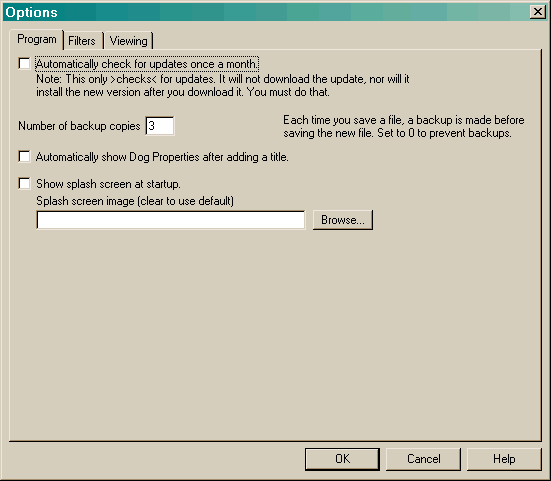 Options
Program Filters Viewing
Automatically check for updates once a month.
Note: This only >checks< for updates. It will not download the update, nor will it
install the new version after you download it. You must do that.
Number of backup copies 3
Each time you save a file, a backup is made before
saving the new file. Set to 0 to prevent backups.
Automatically show Dog Properties after adding a title.
Show splash screen at startup.
Splash screen image (clear to use default)
Browse...
OK Cancel Help